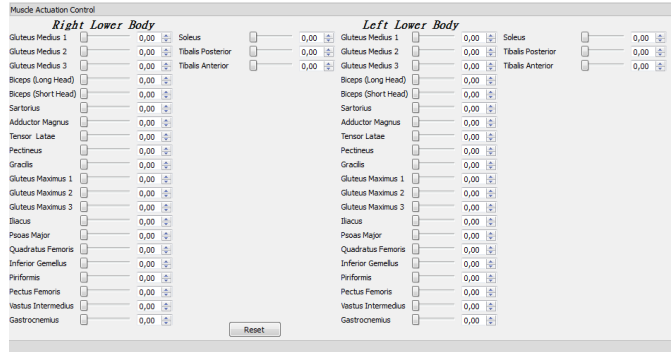 Muscle Actuation Control
Right Lower Body Left Lower Body
Gluteus Medius 1 0,00 Soleus 0,00 Gluteus Medius 1 0,00 Soleus 0,00
Gluteus Medius 2 0,00 Tibalis Posterior 0,00 Gluteus Medius 2 0,00 Tibalis Posterior 0,00
Gluteus Medius 3 0,00 Tibalis Anterior 0,00 Gluteus Medius 3 0,00 Tibalis Anterior 0,00
Biceps (Long Head) 0,00 Biceps (Long Head) 0,00
Biceps (Short Head) 0,00 Biceps (Short Head) 0,00
Sartorius 0,00 Sartorius 0,00
Adductor Magnus 0,00 Adductor Magnus 0,00
Tensor Latae 0,00 Tensor Latae 0,00
Pectineus 0,00 Pectineus 0,00
Gracilis 0,00 Gracilis 0,00
Gluteus Maximus 1 0,00 Gluteus Maximus 1 0,00
Gluteus Maximus 2 0,00 Gluteus Maximus 2 0,00
Gluteus Maximus 3 0,00 Gluteus Maximus 3 0,00
Iliacus 0,00 Iliacus 0,00
Psoas Major 0,00 Psoas Major 0,00
Quadratus Femoris 0,00 Quadratus Femoris 0,00
Inferior Gemellus 0,00 Inferior Gemellus 0,00
Piriformis 0,00 Piriformis 0,00
Pectus Femoris 0,00 Pectus Femoris 0,00
Vastus Intermedius 0,00 Vastus Intermedius 0,00
Gastrocnemius 0,00 Gastrocnemius 0,00
Reset